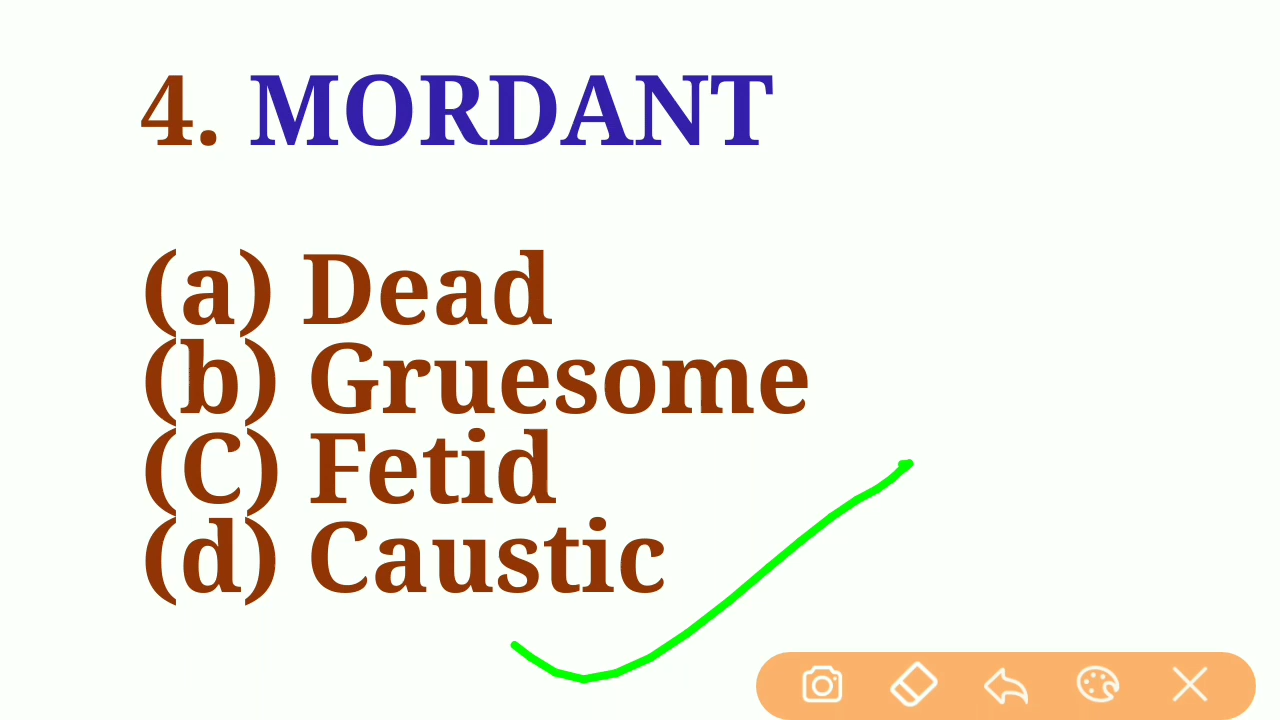 4. MORDANT
(a) Dead
(b) Gruesome
(C) Fetid
(d) Caustic